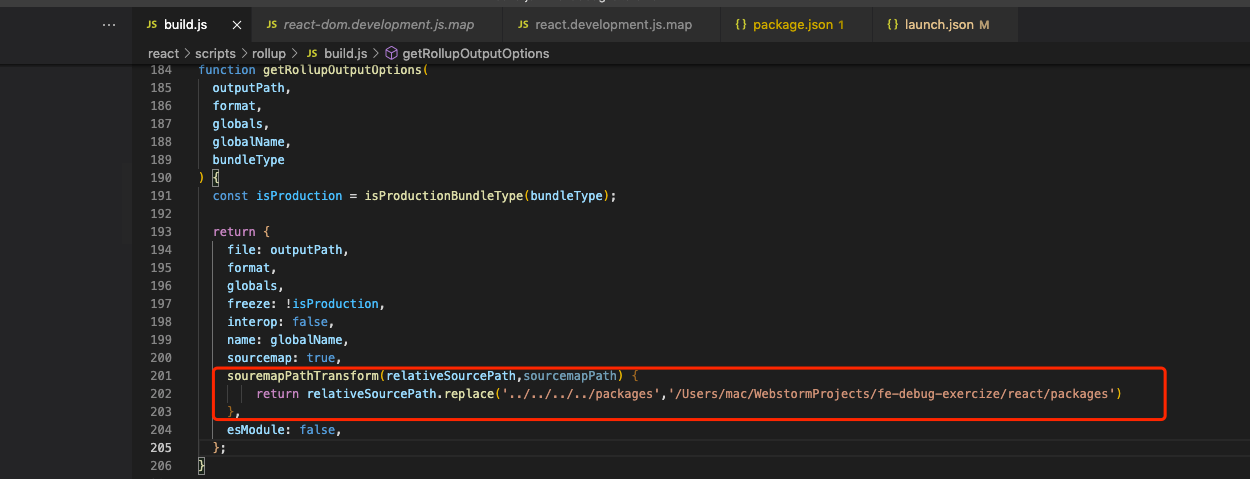 ··· JS build.js × JS react-dom.development.js.map JS react.development.js.map {} package.json 1 {} launch.json M
react > scripts > rollup > JS build.js > getRollupOutputOptions
184 function getRollupOutputOptions(
185 outputPath,
186 format,
187 globals,
188 globalName,
189 bundleType
190 ) {
191 const isProduction = isProductionBundleType(bundleType);
192
193 return {
194 file: outputPath,
195 format,
196 globals,
197 freeze: !isProduction,
198 interop: false,
199 name: globalName,
200 sourcemap: true,
201 souremapPathTransform(relativeSourcePath,sourcemapPath) {
202 return relativeSourcePath.replace('../../../../packages','/Users/mac/WebstormProjects/fe-debug-exercize/react/packages')
203 },
204 esModule: false,
205 };
206 }